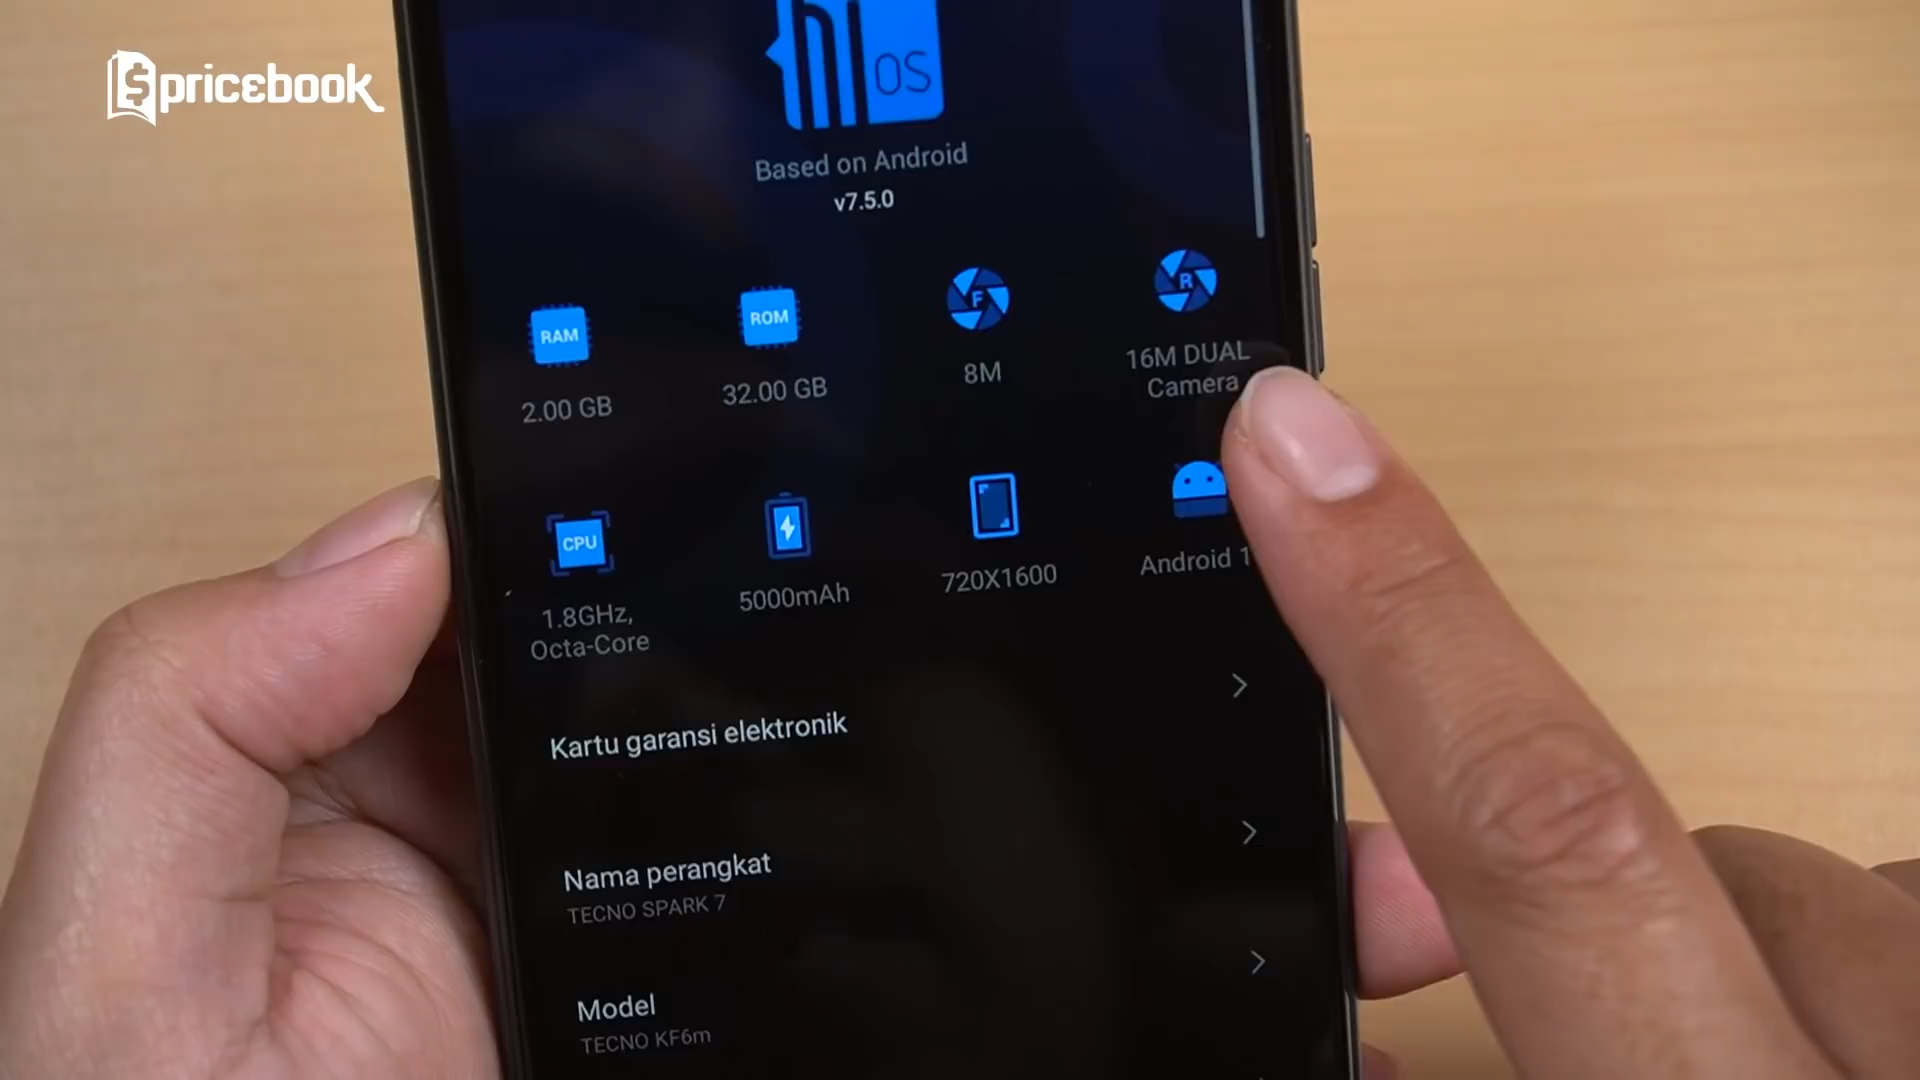 pricebook
OS
Based on Android
v7.5.0
RAM
ROM
F
R
2.00 GB
32.00 GB
8M
16M DUAL
Camera
CPU
1.8GHz,
Octa-Core
5000mAh
720X1600
Android
Kartu garansi elektronik
Nama perangkat
TECNO SPARK 7
Model
TECNO KF6m